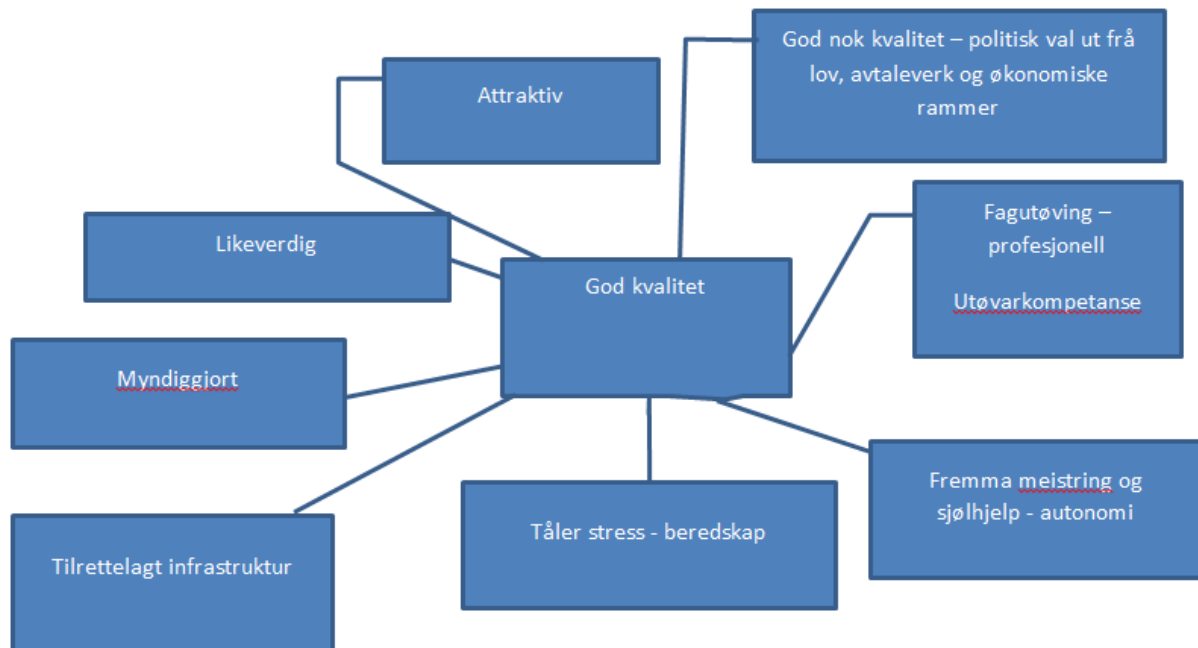 God nok kvalitet – politisk val ut frå
lov, avtaleverk og økonomiske
rammer
Attraktiv
Fagutøving –
profesjonell
Utøvarkompetanse
Likeverdig
God kvalitet
Myndiggjort
Fremma meistring og
sjølhjelp - autonomi
Tåler stress - beredskap
Tilrettelagt infrastruktur